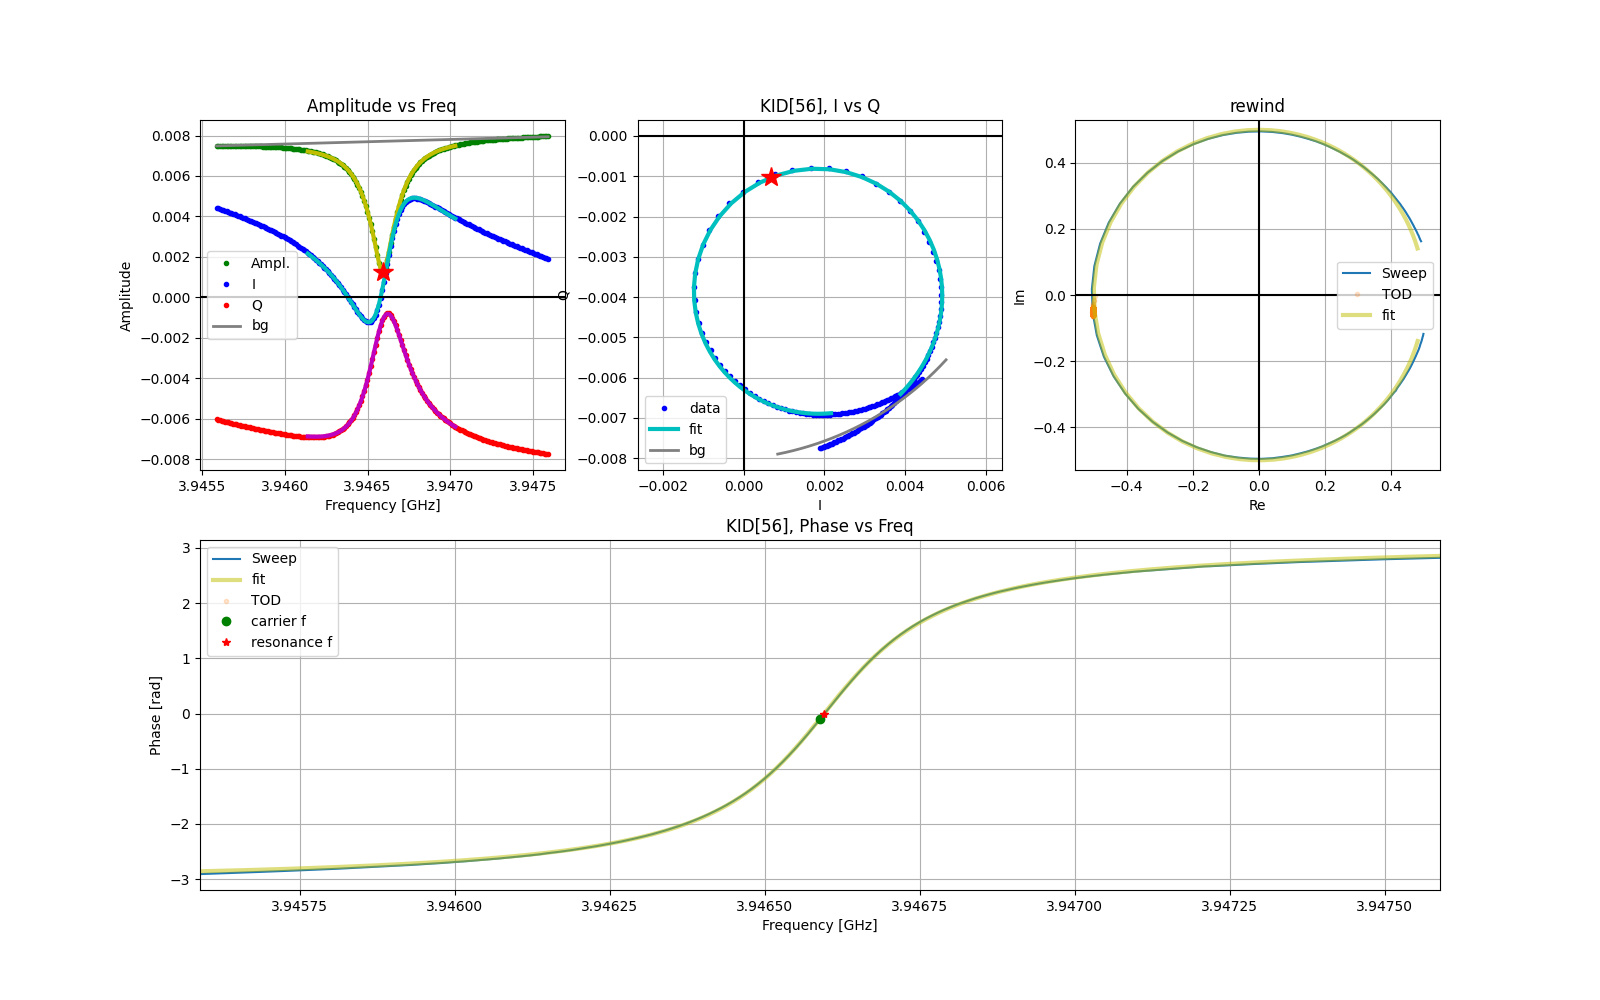 Amplitude vs Freq
0.008
0.006
0.004
0.002
0.000
−0.002
−0.004
−0.006
−0.008
Amplitude
Ampl.
I
Q
bg
3.9455
3.9460
3.9465
3.9470
3.9475
Frequency [GHz]
KID[56], I vs Q
0.000
−0.001
−0.002
−0.003
−0.004
−0.005
−0.006
−0.007
−0.008
Q
data
fit
bg
−0.002
0.000
0.002
0.004
0.006
I
rewind
0.4
0.2
0.0
−0.2
−0.4
Im
Sweep
TOD
fit
−0.4
−0.2
0.0
0.2
0.4
Re
KID[56], Phase vs Freq
3
2
1
0
−1
−2
−3
Phase [rad]
Sweep
fit
TOD
carrier f
resonance f
3.94575
3.94600
3.94625
3.94650
3.94675
3.94700
3.94725
3.94750
Frequency [GHz]